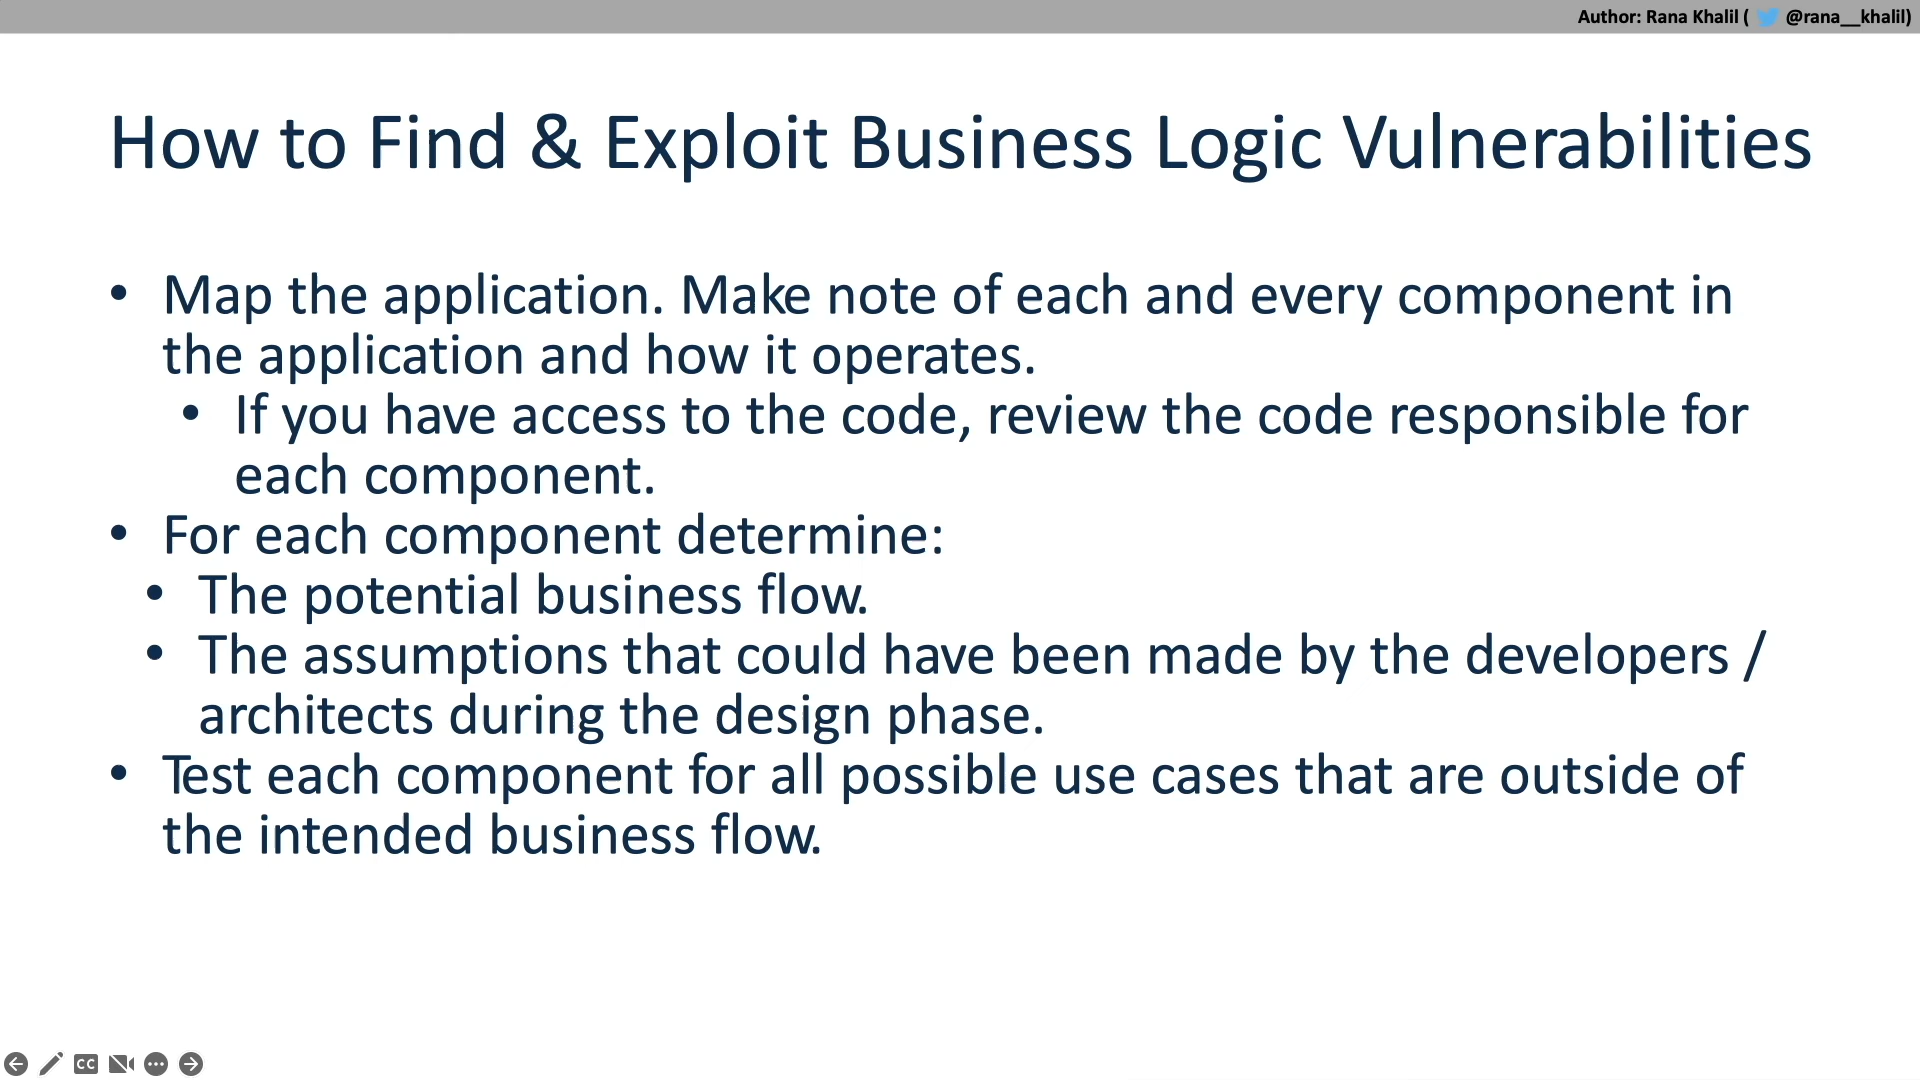 Author: Rana Khalil ( @rana__khalil)
How to Find & Exploit Business Logic Vulnerabilities
• Map the application. Make note of each and every component in
the application and how it operates.
• If you have access to the code, review the code responsible for
each component.
• For each component determine:
• The potential business flow.
• The assumptions that could have been made by the developers /
architects during the design phase.
• Test each component for all possible use cases that are outside of
the intended business flow.
CC